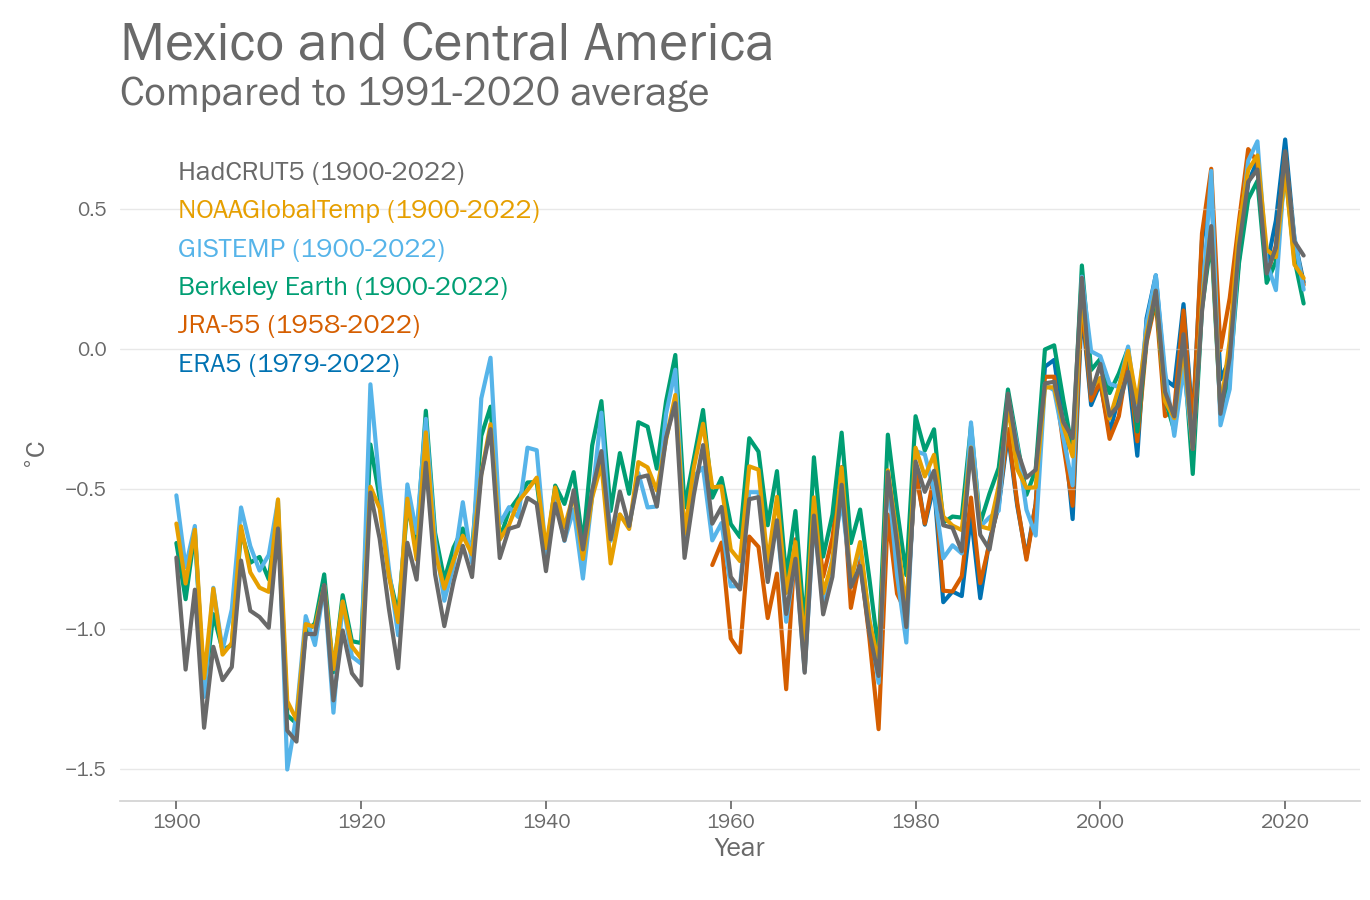 Mexico and Central America
Compared to 1991-2020 average
HadCRUT5 (1900-2022)
NOAAGlobalTemp (1900-2022)
GISTEMP (1900-2022)
Berkeley Earth (1900-2022)
JRA-55 (1958-2022)
ERA5 (1979-2022)
0.5
0.0
−0.5
−1.0
−1.5
°C
1900 1920 1940 1960 1980 2000 2020
Year